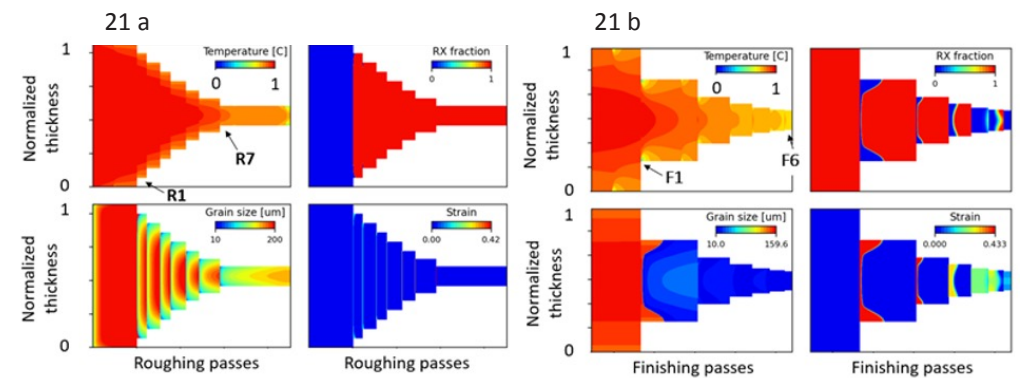 21 a
21 b
1
Temperature [C]
0
1
RX fraction
0
1
Normalized
thickness
R7
R1
0
1
Temperature [C]
0
1
RX fraction
0
1
Normalized
thickness
F1
F6
0
1
Grain size [um]
10
200
Strain
0.00
0.42
Normalized
thickness
0
Roughing passes
Roughing passes
1
Grain size [um]
10.0
159.6
Strain
0.000
0.433
Normalized
thickness
0
Finishing passes
Finishing passes